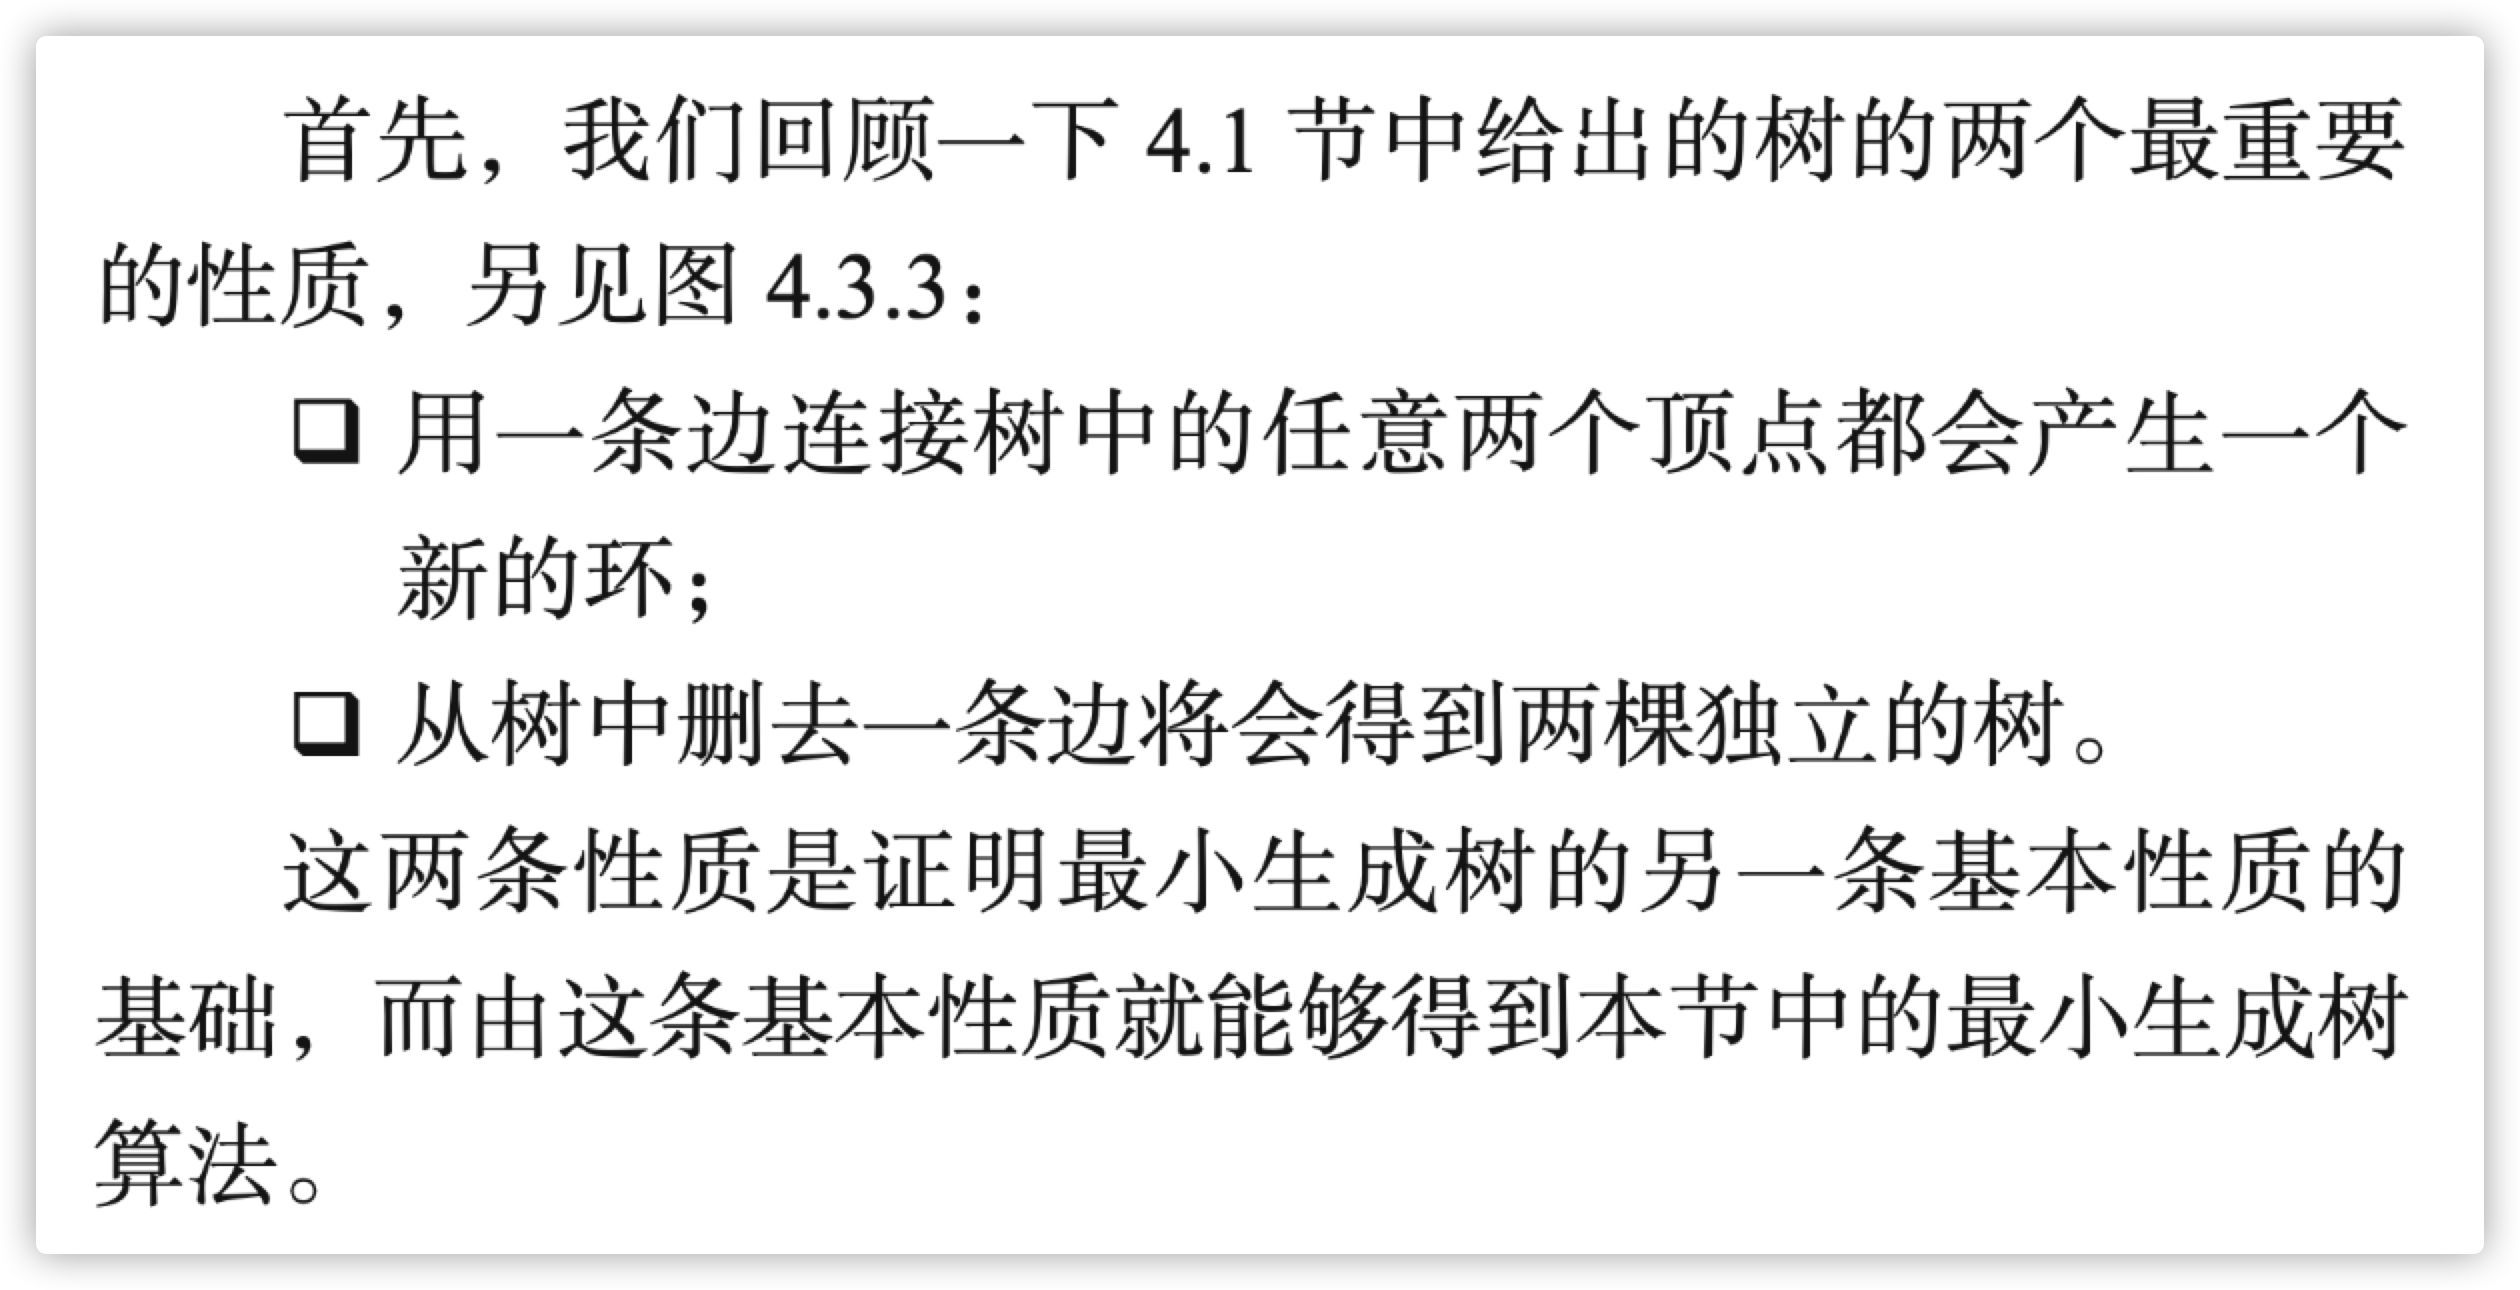 首先，我们回顾一下 4.1 节中给出的树的两个最重要
的性质，另见图 4.3.3：
❑ 用一条边连接树中的任意两个顶点都会产生一个
新的环；
❑ 从树中删去一条边将会得到两棵独立的树。
这两条性质是证明最小生成树的另一条基本性质的
基础，而由这条基本性质就能够得到本节中的最小生成树
算法。